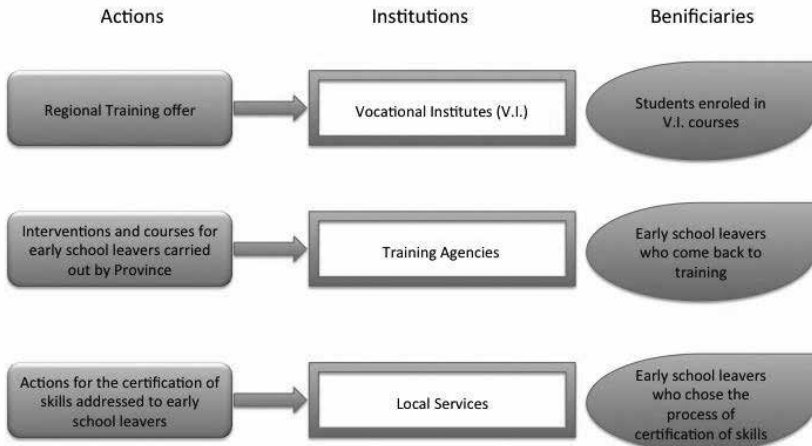 Actions
Institutions
Benificiaries
Regional Training offer
Vocational Institutes (V.I.)
Students enroled in
V.I. courses
Interventions and courses for
early school leavers carried
out by Province
Training Agencies
Early school leavers
who come back to
training
Actions for the certification of
skills addressed to early
school leavers
Local Services
Early school leavers
who chose the
process of
certification of skills